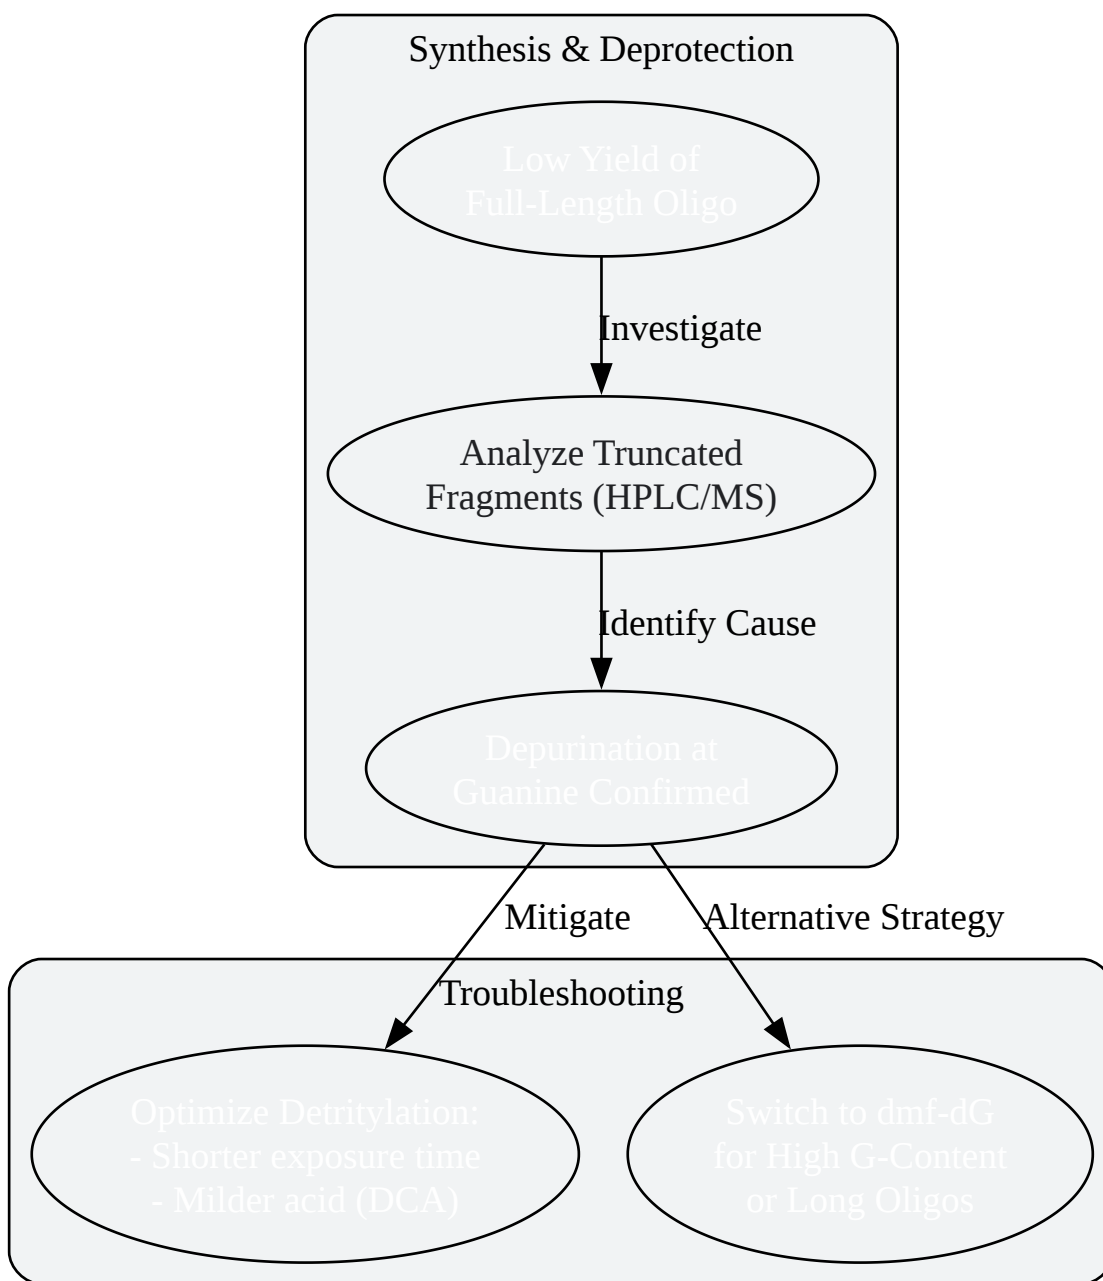 Synthesis & Deprotection
Low Yield of
Full-Length Oligo
Investigate
Analyze Truncated
Fragments (HPLC/MS)
Identify Cause
Depurination at
Guanine Confirmed
Mitigate
Alternative Strategy
Troubleshooting
Optimize Detritylation:
- Shorter exposure time
- Milder acid (DCA)
Switch to dmf-dG
for High G-Content
or Long Oligos